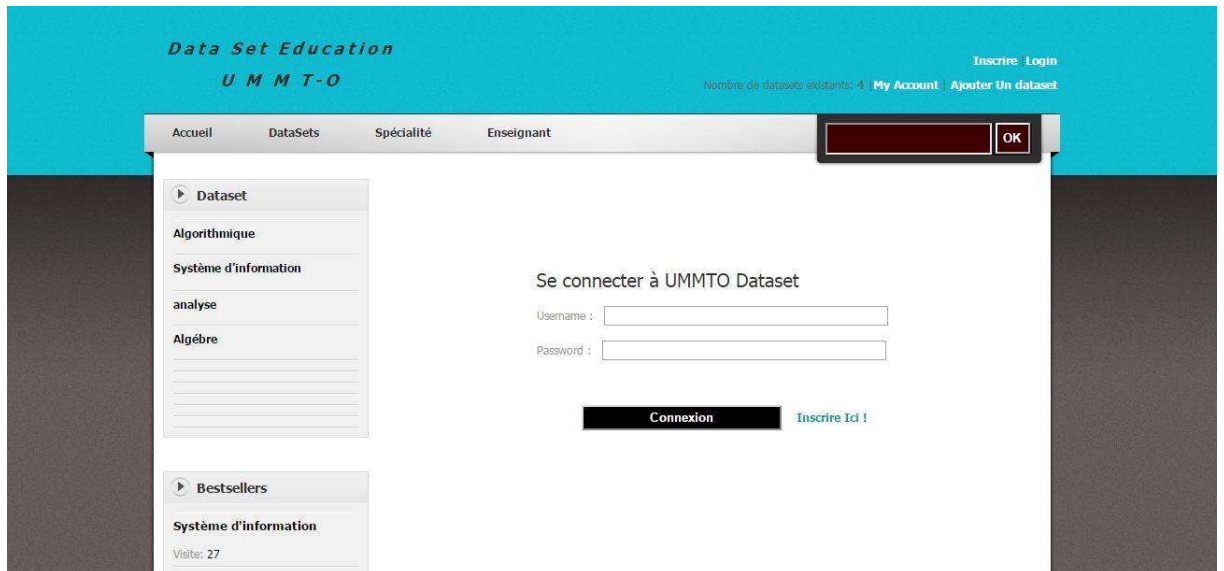 Data Set Education
U M M T-O
Inscrire Login
Nombre de datasets existants: 4 | My Account | Ajouter Un dataset
Accueil DataSets Spécialité Enseignant OK
Dataset
Algorithmique
Système d'information
analyse
Algébre
Se connecter à UMMTO Dataset
Username :
Password :
Connexion Inscrire Ici !
Bestsellers
Système d'information
Visite: 27